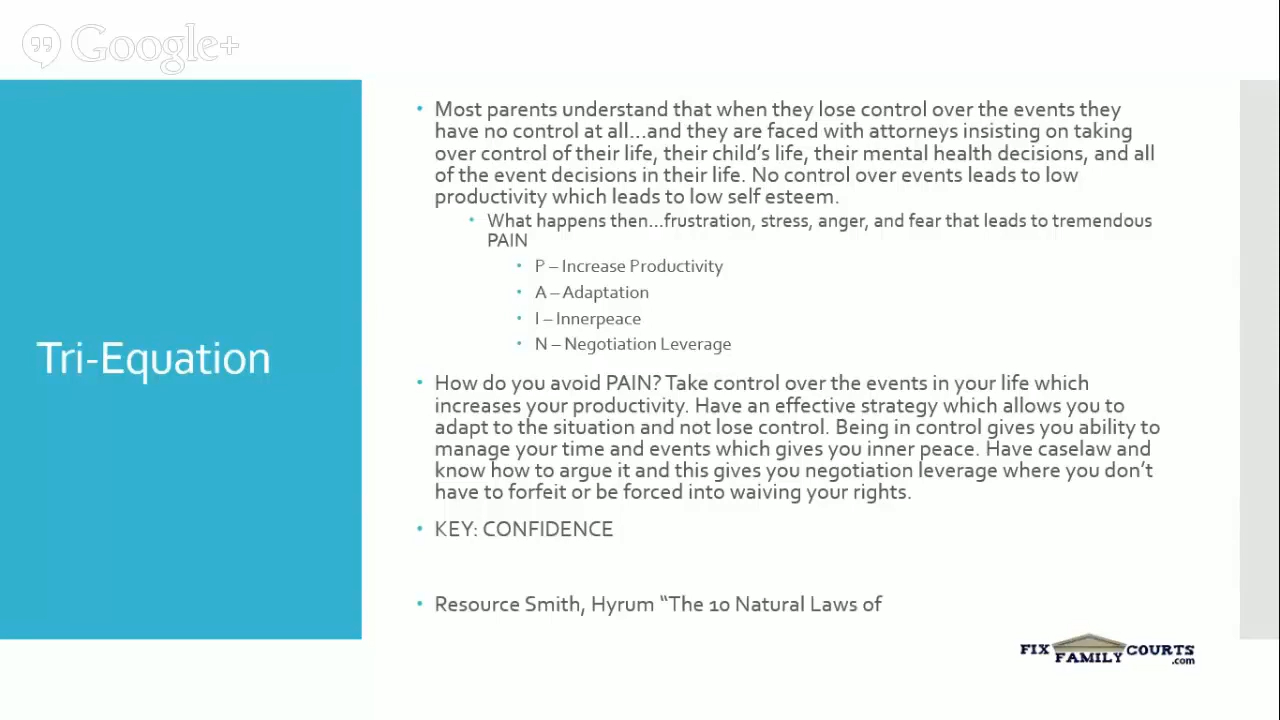 Google+
Most parents understand that when they lose control over the events they
have no control at all...and they are faced with attorneys insisting on taking
over control of their life, their child's life, their mental health decisions, and all
of the event decisions in their life. No control over events leads to low
productivity which leads to low self esteem.
What happens then...frustration, stress, anger, and fear that leads to tremendous
PAIN
P – Increase Productivity
A – Adaptation
I – Innerpeace
N – Negotiation Leverage
Tri-Equation
How do you avoid PAIN? Take control over the events in your life which
increases your productivity. Have an effective strategy which allows you to
adapt to the situation and not lose control. Being in control gives you ability to
manage your time and events which gives you inner peace. Have caselaw and
know how to argue it and this gives you negotiation leverage where you don't
have to forfeit or be forced into waiving your rights.
KEY: CONFIDENCE
Resource Smith, Hyrum “The 10 Natural Laws of
FIX FAMILY COURTS
.com